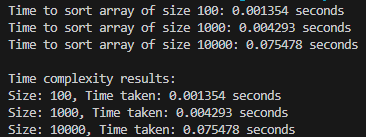 Time to sort array of size 100: 0.001354 seconds
Time to sort array of size 1000: 0.004293 seconds
Time to sort array of size 10000: 0.075478 seconds
Time complexity results:
Size: 100, Time taken: 0.001354 seconds
Size: 1000, Time taken: 0.004293 seconds
Size: 10000, Time taken: 0.075478 seconds